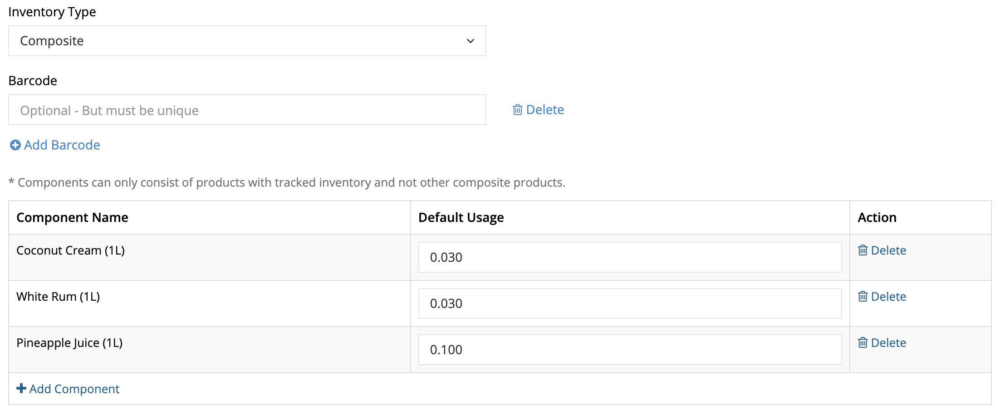 Inventory Type
Composite
Barcode
Optional - But must be unique
Delete
Add Barcode
* Components can only consist of products with tracked inventory and not other composite products.
Component Name Default Usage Action
Coconut Cream (1L) 0.030 Delete
White Rum (1L) 0.030 Delete
Pineapple Juice (1L) 0.100 Delete
Add Component